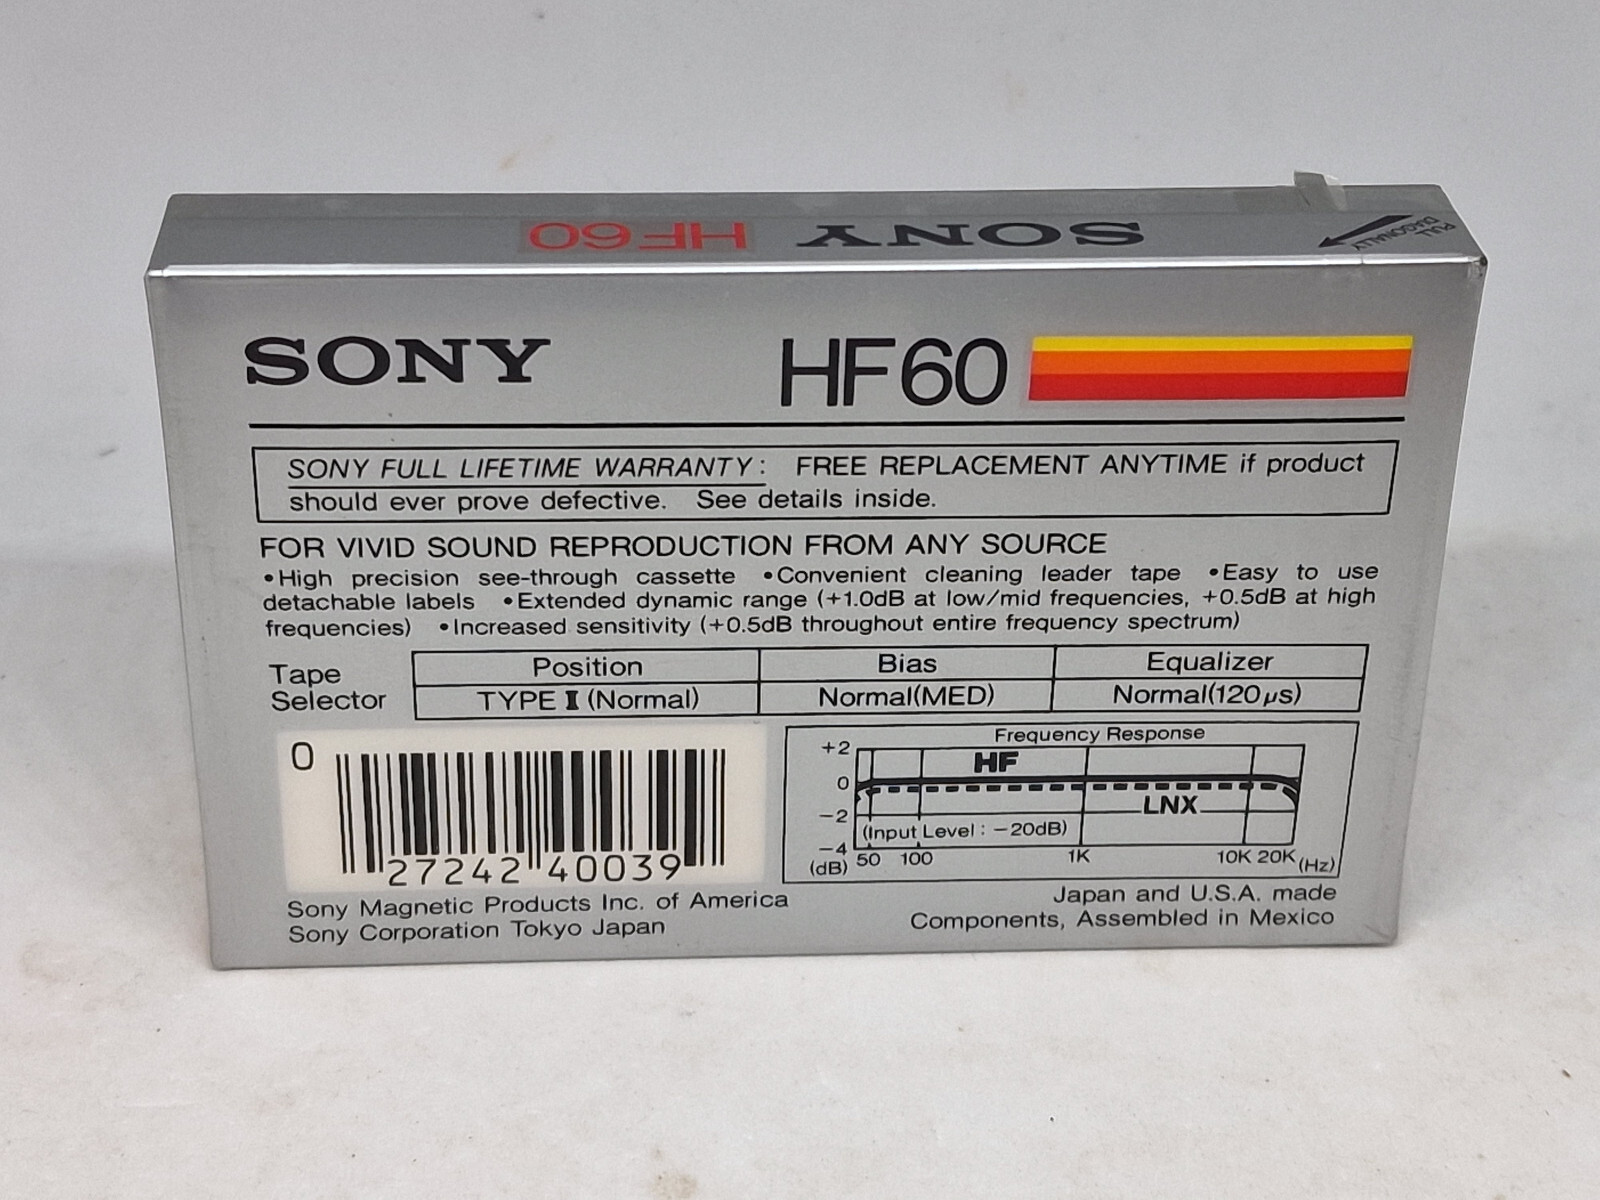 SONY HF60
PULL DIAGONALLY
SONY HF60
SONY FULL LIFETIME WARRANTY: FREE REPLACEMENT ANYTIME if product
should ever prove defective. See details inside.
FOR VIVID SOUND REPRODUCTION FROM ANY SOURCE
•High precision see-through cassette •Convenient cleaning leader tape •Easy to use
detachable labels •Extended dynamic range (+1.0dB at low/mid frequencies, +0.5dB at high
frequencies) •Increased sensitivity (+0.5dB throughout entire frequency spectrum)
Tape Selector
Position Bias Equalizer
TYPE I (Normal) Normal(MED) Normal(120μs)
0 27242 40039
Frequency Response
+2 HF
0
LNX
-2
(Input Level : -20dB)
-4
(dB) 50 100 1K 10K 20K (Hz)
Sony Magnetic Products Inc. of America
Sony Corporation Tokyo Japan
Japan and U.S.A. made
Components, Assembled in Mexico